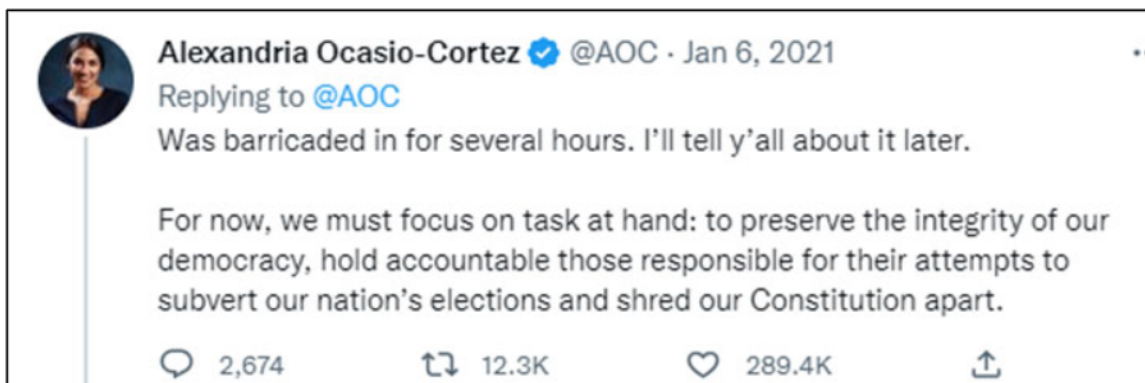 Alexandria Ocasio-Cortez @AOC · Jan 6, 2021
Replying to @AOC
Was barricaded in for several hours. I’ll tell y’all about it later.
For now, we must focus on task at hand: to preserve the integrity of our
democracy, hold accountable those responsible for their attempts to
subvert our nation’s elections and shred our Constitution apart.
2,674 12.3K 289.4K